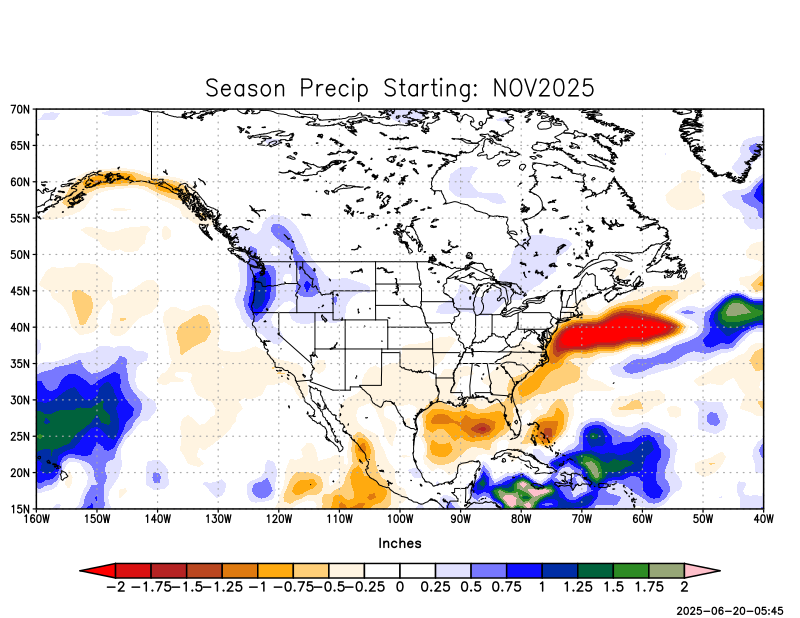 Season Precip Starting: NOV2025
70N
65N
60N
55N
50N
45N
40N
35N
30N
25N
20N
15N
160W 150W 140W 130W 120W 110W 100W 90W 80W 70W 60W 50W 40W
Inches
−2 −1.75 −1.5 −1.25 −1 −0.75 −0.5 −0.25 0 0.25 0.5 0.75 1 1.25 1.5 1.75 2
2025−06−20−05:45